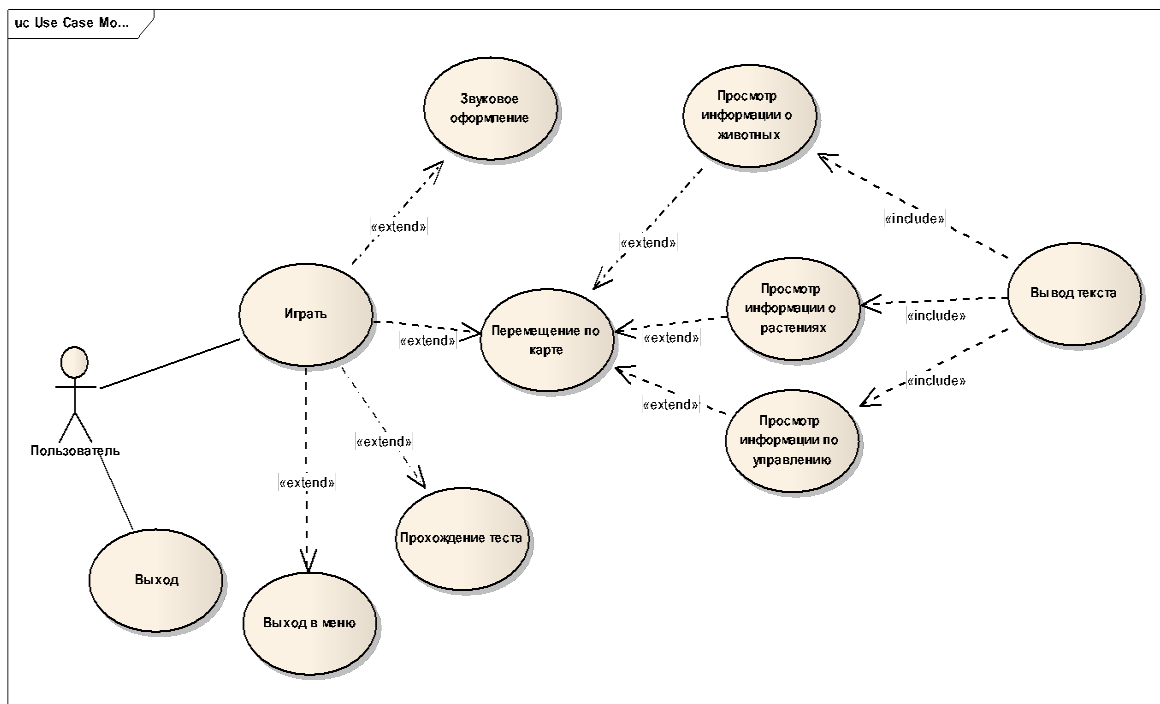 uc Use Case Mo...
Звуковое
оформление
Просмотр
информации о
животных
«extend»
«include»
«extend»
Играть
Перемещение по
карте
Просмотр
информации о
растениях
Вывод текста
«extend»
«extend»
«include»
«include»
«extend»
Просмотр
информации по
управлению
Пользователь
«extend»
«extend»
Прохождение теста
Выход
Выход в меню